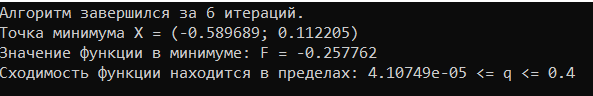 Алгоритм завершился за 6 итераций.
Точка минимума X = (-0.589689; 0.112205)
Значение функции в минимуме: F = -0.257762
Сходимость функции находится в пределах: 4.10749e-05 <= q <= 0.4